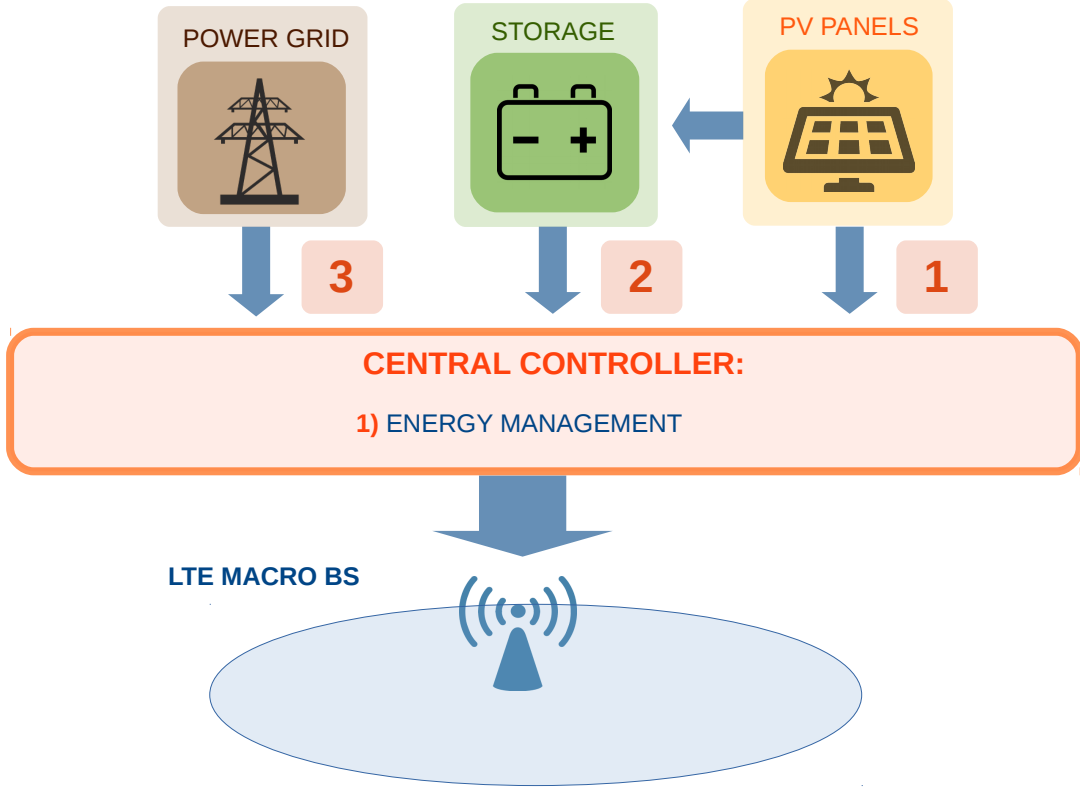 POWER GRID
STORAGE
PV PANELS
3
2
1
CENTRAL CONTROLLER:
1) ENERGY MANAGEMENT
LTE MACRO BS